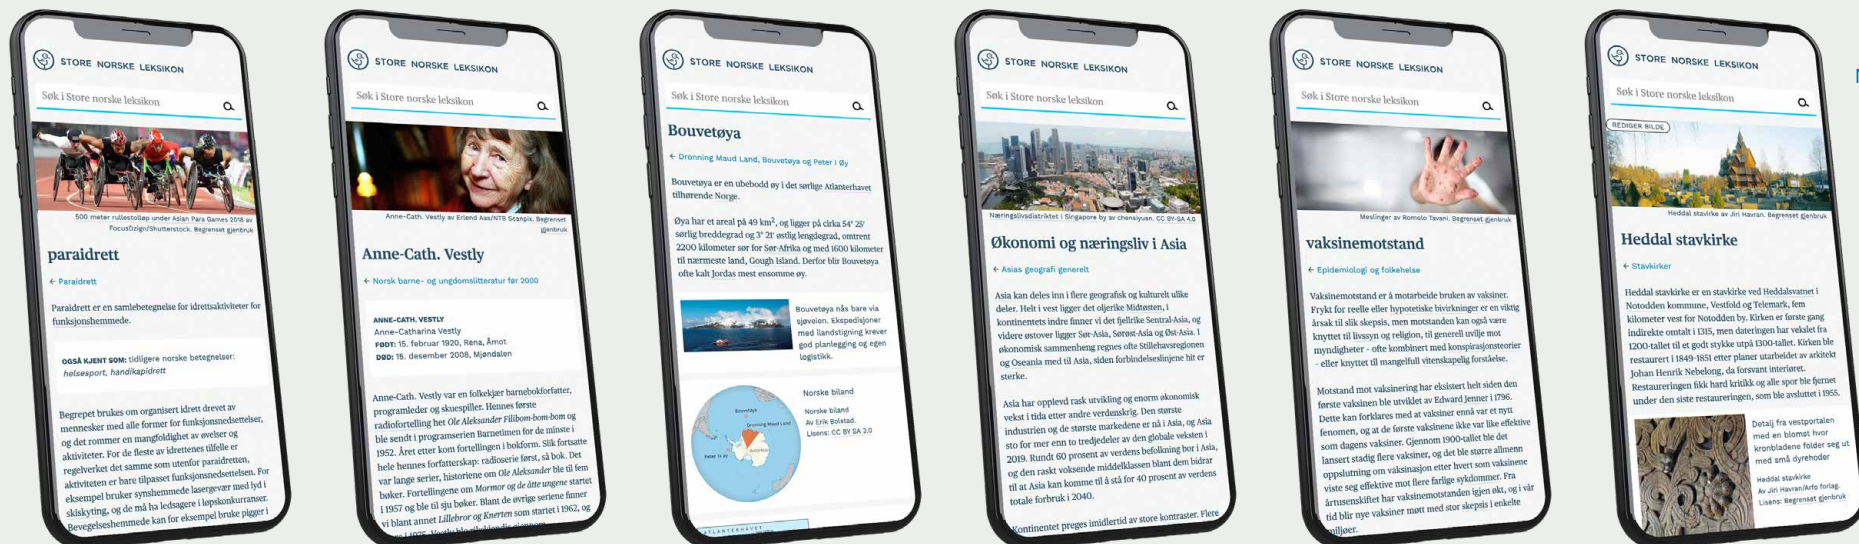 STORE NORSKE LEKSIKON
Søk i Store norske leksikon
500 meter rullestolløp under Asian Para Games 2018 av
FocusDzign/Shutterstock. Begrenset gjenbruk
paraidrett
← Paraidrett
Paraidrett er en samlebetegnelse for idrettsaktiviteter for
funksjonshemmede.
OGSÅ KJENT SOM: tidligere norske betegnelser:
helsesport, handikapidrett
Begrepet brukes om organisert idrett drevet av
mennesker med alle former for funksjonsnedsettelser,
og det rommer en mangfoldighet av øvelser og
aktiviteter. For de fleste av idrettenes tilfelle er
regelverket det samme som utenfor paraidretten,
aktiviteten er bare tilpasset funksjonsnedsettelsen. For
eksempel bruker synshemmede lasergevær med lyd i
skiskyting, og de må ha ledsagere i løpskonkurranser.
Bevegelseshemmede kan for eksempel bruke pigger i
STORE NORSKE LEKSIKON
Søk i Store norske leksikon
Anne-Cath. Vestly av Erlend Aas/NTB Scanpix. Begrenset
gjenbruk
Anne-Cath. Vestly
← Norsk barne- og ungdomslitteratur før 2000
ANNE-CATH. VESTLY
Anne-Catharina Vestly
FØDT: 15. februar 1920, Rena, Åmot
DØD: 15. desember 2008, Mjøndalen
Anne-Cath. Vestly var en folkekjær barnebokforfatter,
programleder og skuespiller. Hennes første
radiofortelling het Ole Aleksander Filibom-bom-bom og
ble sendt i programserien Barnetimen for de minste i
1952. Året etter kom fortellingen i bokform. Slik fortsatte
hele hennes forfatterskap: radioserie først, så bok. Det
var lange serier, historiene om Ole Aleksander ble til fem
bøker. Fortellingene om Mormor og de åtte ungene startet
i 1957 og ble til sju bøker. Blant de øvrige seriene finner
vi blant annet Lillebror og Knerten som startet i 1962, og
STORE NORSKE LEKSIKON
Søk i Store norske leksikon
Bouvetøya
← Dronning Maud Land, Bouvetøya og Peter I Øy
Bouvetøya er en ubebodd øy i det sørlige Atlanterhavet
tilhørende Norge.
Øya har et areal på 49 km², og ligger på cirka 54° 25'
sørlig breddegrad og 3° 21' østlig lengdegrad, omtrent
2200 kilometer sør for Sør-Afrika og med 1600 kilometer
til nærmeste land, Gough Island. Derfor blir Bouvetøya
ofte kalt Jordas mest ensomme øy.
Bouvetøya nås bare via
sjøveien. Ekspedisjoner
med ilandstigning krever
god planlegging og egen
logistikk.
Bouvetøya
Dronning Maud Land
Peter 1s øy
Antarktis
Norske biland
Norske biland
Av Erik Bolstad.
Lisens: CC BY SA 3.0
ATLANTERHAVET
STORE NORSKE LEKSIKON
Søk i Store norske leksikon
Næringslivsdistriktet i Singapore by av chensiyuan. CC BY-SA 4.0
Økonomi og næringsliv i Asia
← Asias geografi generelt
Asia kan deles inn i flere geografisk og kulturelt ulike
deler. Helt i vest ligger det oljerike Midtøsten, i
kontinentets indre finner vi det fjellrike Sentral-Asia, og
videre østover ligger Sør-Asia, Sørøst-Asia og Øst-Asia. I
økonomisk sammenheng regnes ofte Stillehavsregionen
og Oseania med til Asia, siden forbindelseslinjene hit er
sterke.
Asia har opplevd rask utvikling og enorm økonomisk
vekst i tida etter andre verdenskrig. Den største
industrien og de største markedene er nå i Asia, og Asia
sto for mer enn to tredjedeler av den globale veksten i
2019. Rundt 60 prosent av verdens befolkning bor i Asia,
og den raskt voksende middelklassen blant dem bidrar
til at Asia kan komme til å stå for 40 prosent av verdens
totale forbruk i 2040.
Kontinentet preges imidlertid av store kontraster. Flere
STORE NORSKE LEKSIKON
Søk i Store norske leksikon
Meslinger av Romolo Tavani. Begrenset gjenbruk
vaksinemotstand
← Epidemiologi og folkehelse
Vaksinemotstand er å motarbeide bruken av vaksiner.
Frykt for reelle eller hypotetiske bivirkninger er en viktig
årsak til slik skepsis, men motstanden kan også være
knyttet til livssyn og religion, til generell uvilje mot
myndigheter - ofte kombinert med konspirasjonsteorier
- eller knyttet til mangelfull vitenskapelig forståelse.
Motstand mot vaksinering har eksistert helt siden den
første vaksinen ble utviklet av Edward Jenner i 1796.
Dette kan forklares med at vaksiner ennå var et nytt
fenomen, og at de første vaksinene ikke var like effektive
som dagens vaksiner. Gjennom 1900-tallet ble det
lansert stadig flere vaksiner, og det ble større allmenn
oppslutning om vaksinasjon etter hvert som vaksinene
viste seg effektive mot flere farlige sykdommer. Fra
årtusenskiftet har vaksinemotstanden igjen økt, og i vår
tid blir nye vaksiner møtt med stor skepsis i enkelte
miljøer.
STORE NORSKE LEKSIKON
Søk i Store norske leksikon
REDIGER BILDE
Heddal stavkirke av Jiri Havran. Begrenset gjenbruk
Heddal stavkirke
← Stavkirker
Heddal stavkirke er en stavkirke ved Heddalsvatnet i
Notodden kommune, Vestfold og Telemark, fem
kilometer vest for Notodden by. Kirken er første gang
indirekte omtalt i 1315, men dateringen har vekslet fra
1200-tallet til et godt stykke utpå 1300-tallet. Kirken ble
restaurert i 1849-1851 etter planer utarbeidet av arkitekt
Johan Henrik Nebelong, da forsvant interiøret.
Restaureringen fikk hard kritikk og alle spor ble fjernet
under den siste restaureringen, som ble avsluttet i 1955.
Detalj fra vestportalen
med en blomst hvor
kronbladene folder seg ut
med små dyrehoder
Heddal stavkirke
Av Jiri Havran/Arfo forlag.
Lisens: Begrenset gjenbruk